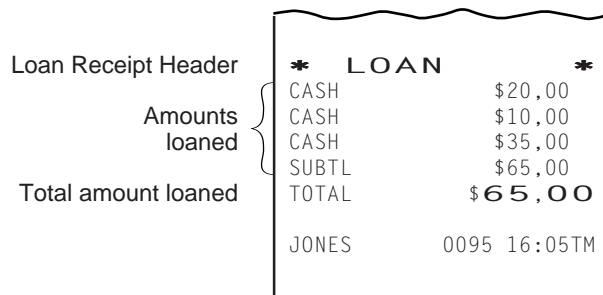 Loan Receipt Header * LOAN *
CASH $20,00
Amounts CASH $10,00
loaned CASH $35,00
SUBTL $65,00
Total amount loaned TOTAL $65,00
JONES 0095 16:05TM